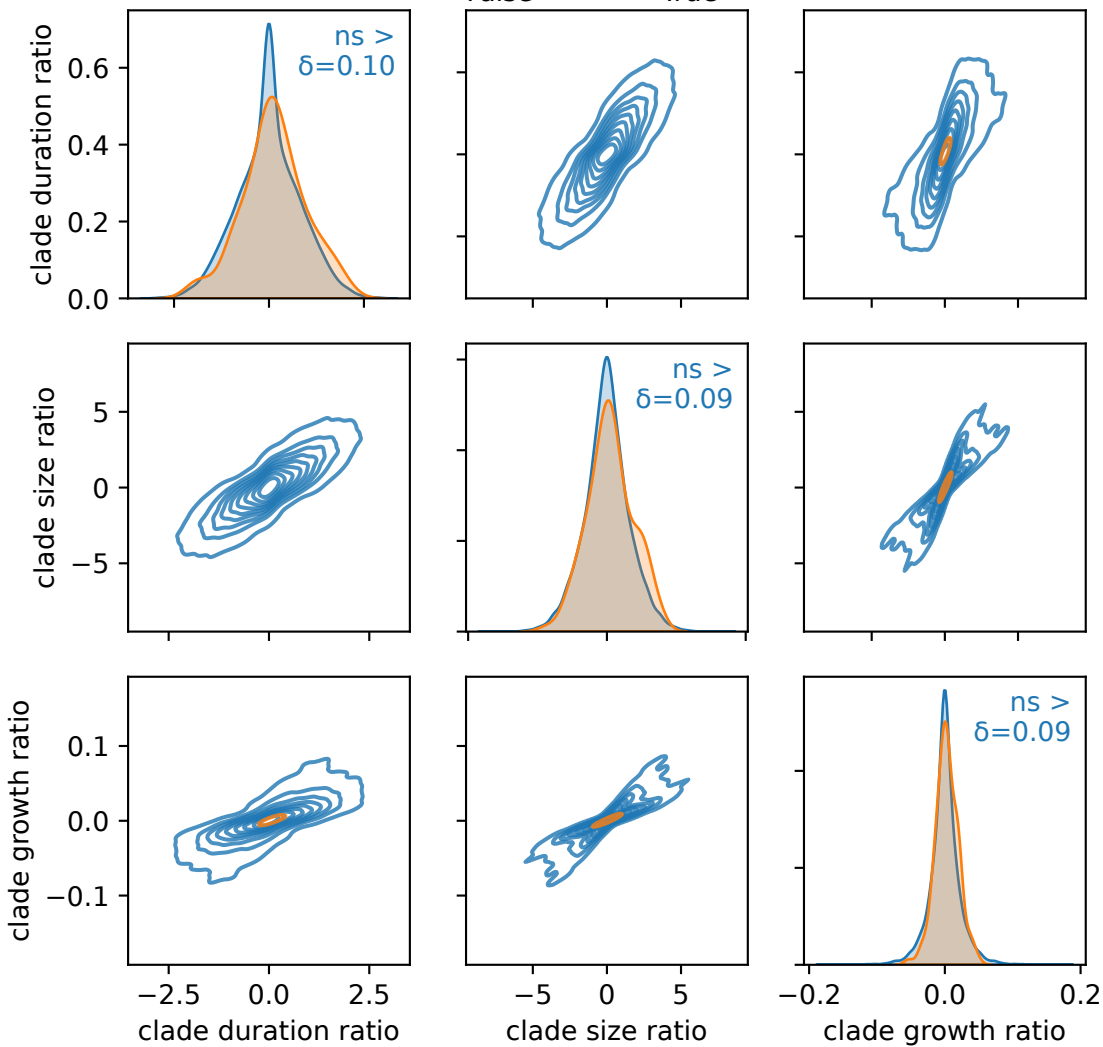 clade duration ratio
0.6
0.4
0.2
0.0
ns >
δ=0.10
clade size ratio
5
0
−5
ns >
δ=0.09
clade growth ratio
0.1
0.0
−0.1
ns >
δ=0.09
−2.5 0.0 2.5
−5 0 5
−0.2 0.0 0.2
clade duration ratio
clade size ratio
clade growth ratio